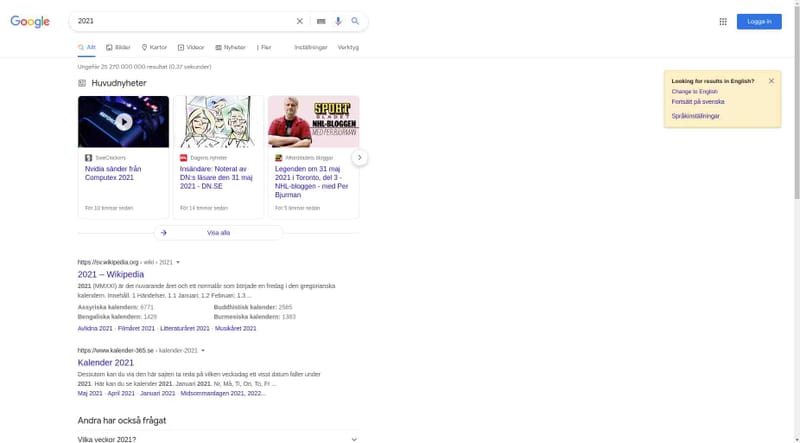 Google
2021
Logga in
Allt
Bilder
Kartor
Videor
Nyheter
Fler
Inställningar
Verktyg
Ungefär 25 270 000 000 resultat (0,37 sekunder)
Looking for results in English?
Change to English
Fortsätt på svenska
Språkinställningar
Huvudnyheter
SPORT
BLADET
NHL-BLOGGEN
MED PER BJURMAN
SweClockers
Nvidia sänder från
Computex 2021
För 10 timmar sedan
Dagens nyheter
Insändare: Noterat av
DN:s läsare den 31 maj
2021 - DN.SE
För 14 timmar sedan
Aftonbladets bloggar
Legenden om 31 maj
2021 i Toronto, del 3 -
NHL-bloggen - med Per
Bjurman
För 5 timmar sedan
Visa alla
https://sv.wikipedia.org › wiki › 2021
2021 – Wikipedia
2021 (MMXXI) är det nuvarande året och ett normalår som började en fredag i den gregorianska
kalendern. Innehåll. 1 Händelser. 1.1 Januari; 1.2 Februari; 1.3 ...
Assyriska kalendern: 6771
Buddhistisk kalender: 2565
Bengaliska kalendern: 1428
Burmesiska kalendern: 1383
Avlidna 2021 · Filmåret 2021 · Litteraturåret 2021 · Musikåret 2021
https://www.kalender-365.se › kalender-2021
Kalender 2021
Dessutom kan du via den här sajten ta reda på vilken veckodag ett visst datum faller under
2021. Här kan du se kalender 2021. Januari 2021. Nr, Må, Ti, On, To, Fr ...
Maj 2021 · April 2021 · Januari 2021 · Midsommardagen 2021, 2022...
Andra har också frågat
Vilka veckor 2021?